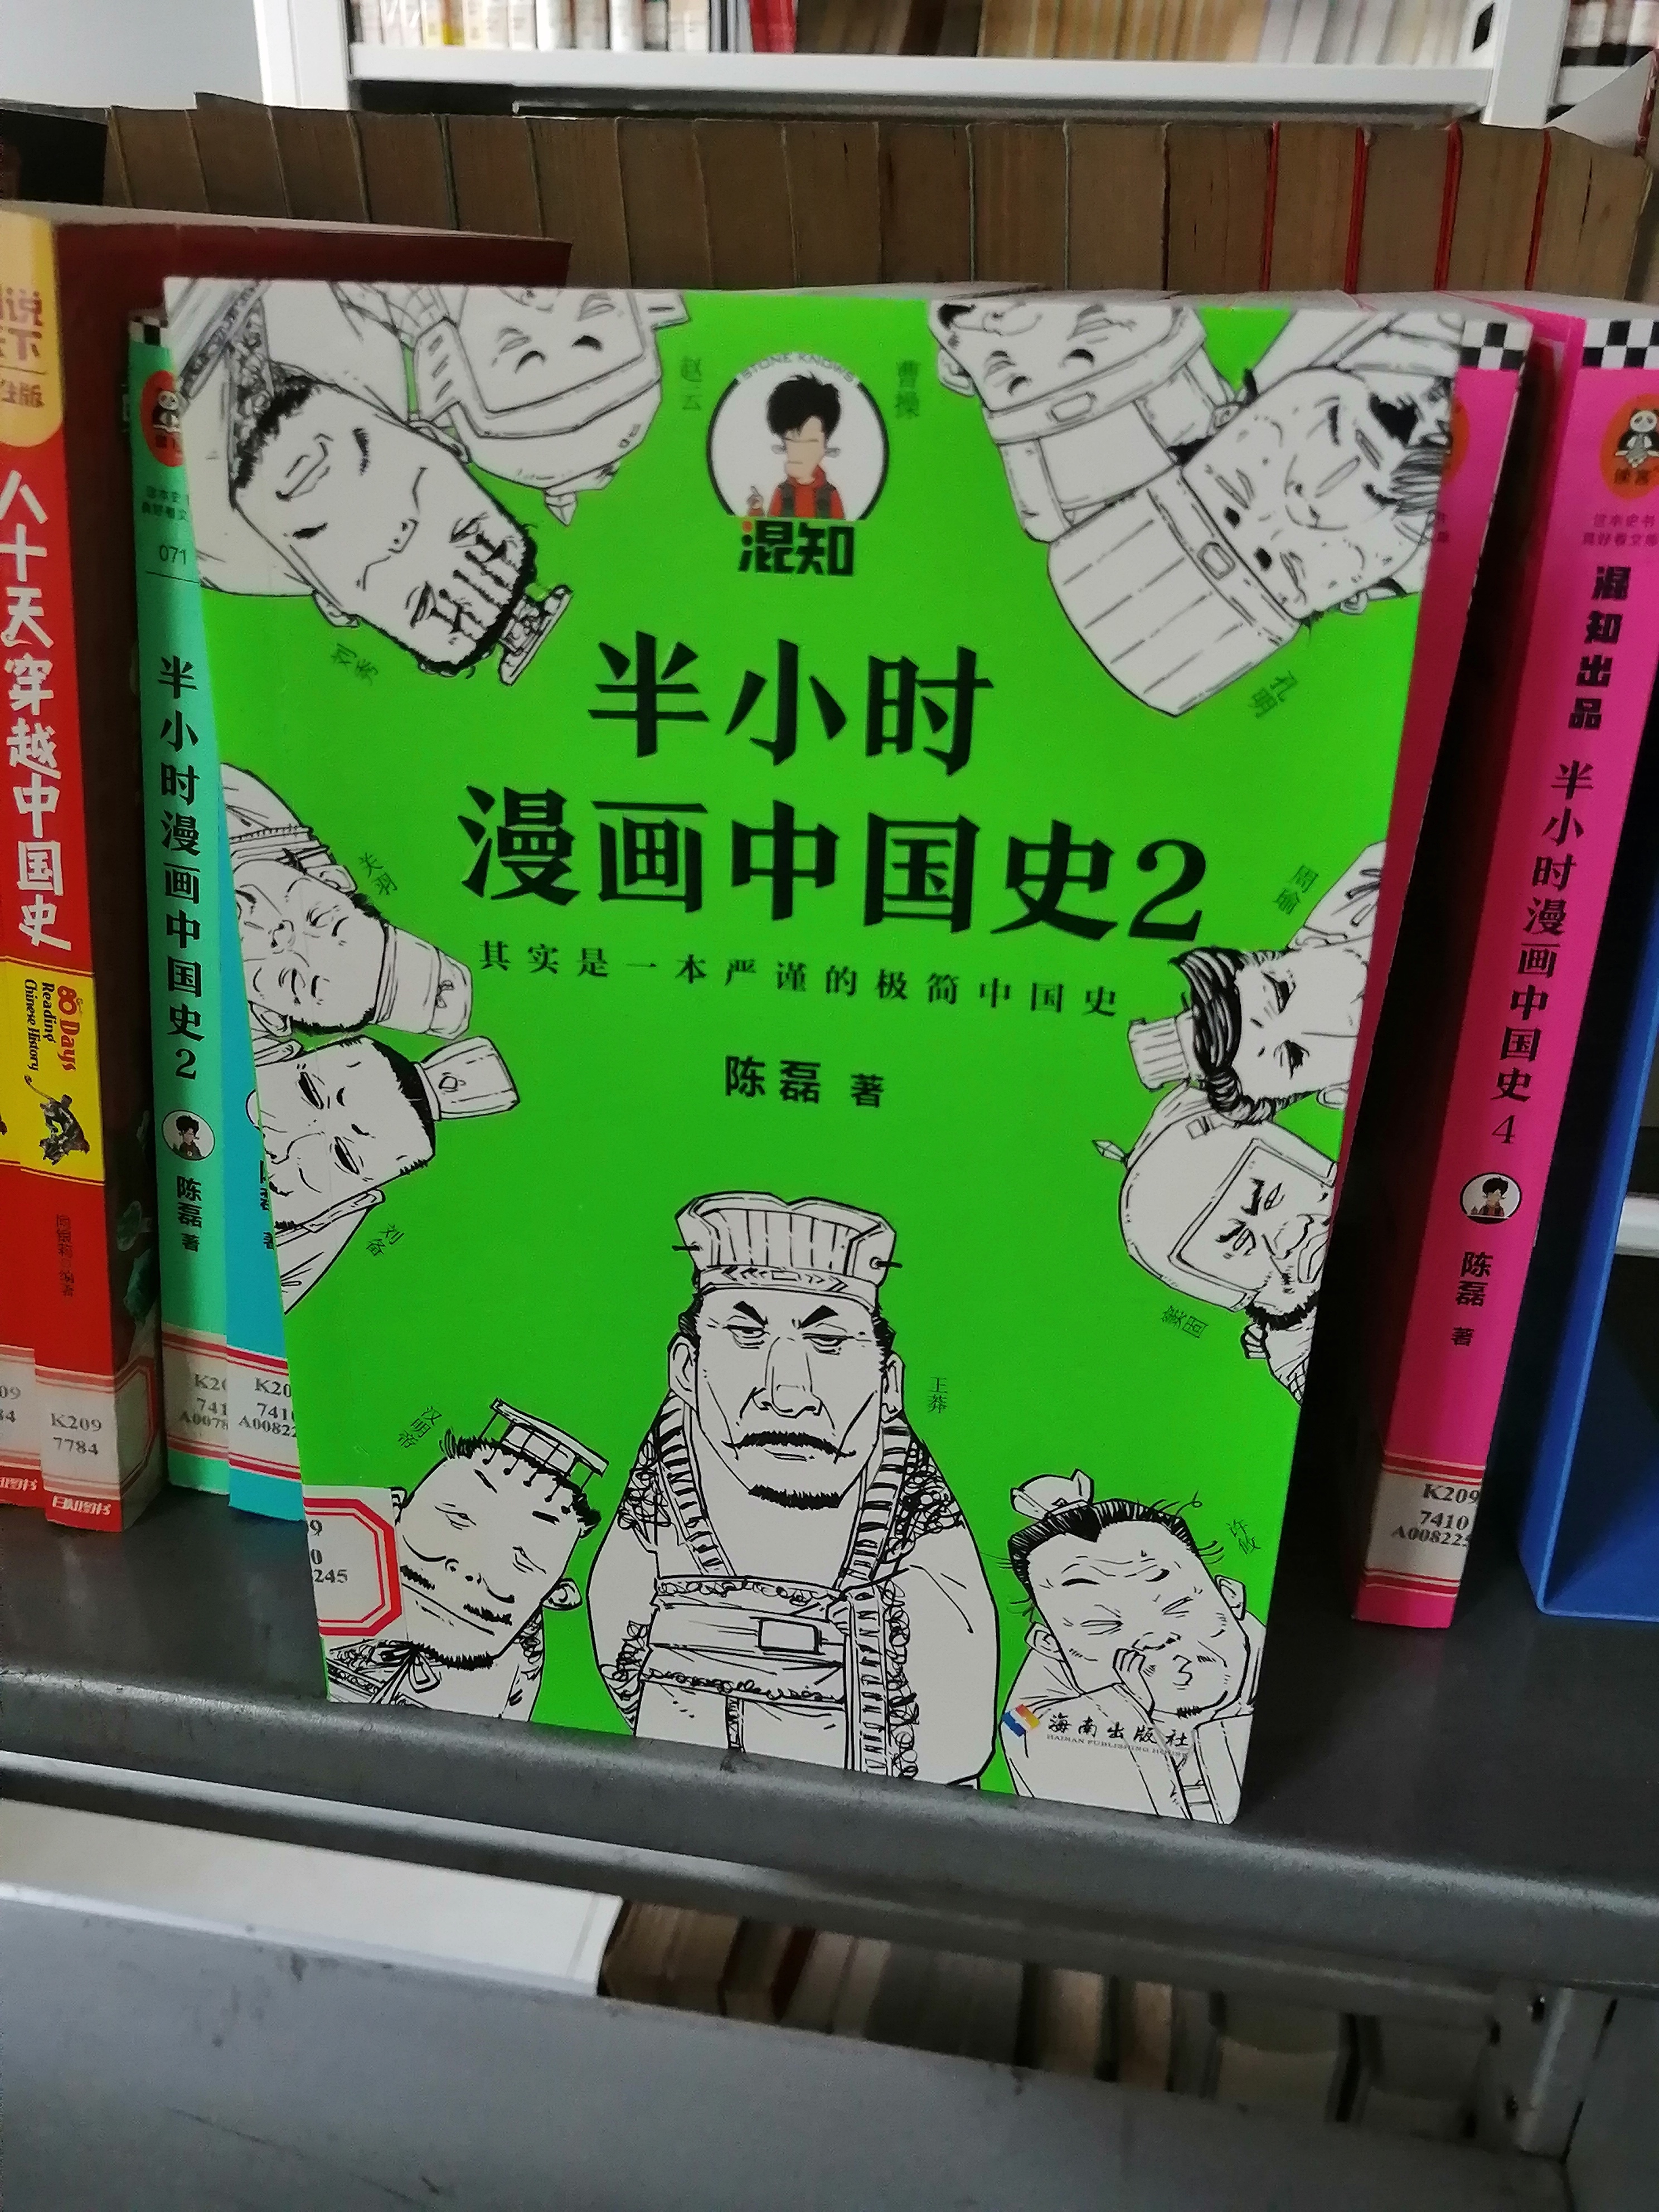 STONE KNOWS
混知
赵云
曹操
刘秀
孔明
半小时
漫画中国史2
其实是一本严谨的极简中国史
陈磊 著
关羽
周瑜
刘备
窦固
王莽
汉明帝
许攸
海南出版社
HAINAN PUBLISHING HOUSE
245
八十天穿越中国史
80 Days
Reading
Chinese History
K209
7784
071
半小时漫画中国史2
陈磊 著
混知出品
半小时漫画中国史4
陈磊 著
K209
7410